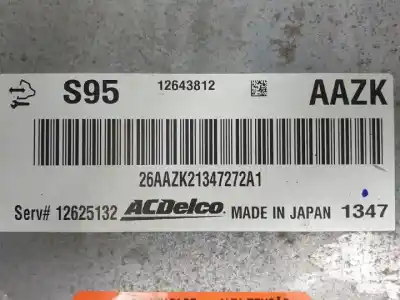 S95 12643812 AAZK
26AAZK21347272A1
Serv# 12625132 ACDelco MADE IN JAPAN 1347